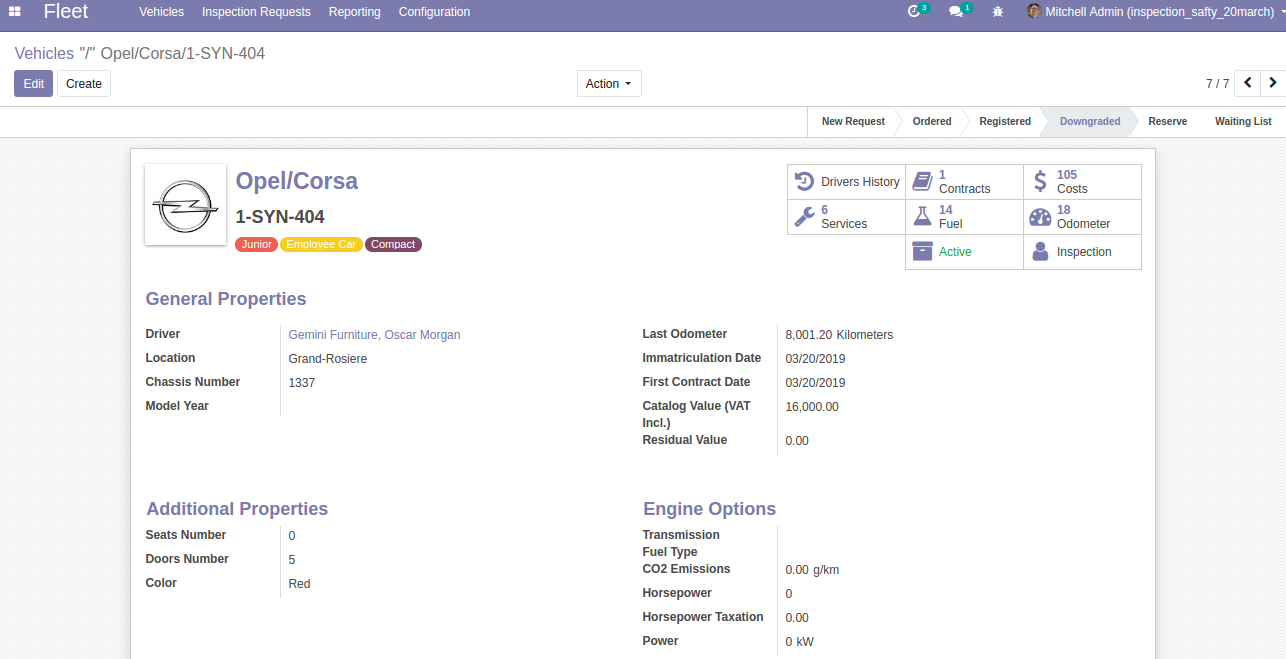 Fleet Vehicles Inspection Requests Reporting Configuration 3 1 Mitchell Admin (inspection_safty_20march)
Vehicles "/" Opel/Corsa/1-SYN-404
Edit Create Action 7 / 7
New Request Ordered Registered Downgraded Reserve Waiting List
Opel/Corsa
1-SYN-404
Junior Employee Car Compact
Drivers History
1
Contracts
105
Costs
6
Services
14
Fuel
18
Odometer
Active
Inspection
General Properties
Driver Gemini Furniture, Oscar Morgan
Location Grand-Rosiere
Chassis Number 1337
Model Year
Last Odometer 8,001.20 Kilometers
Immatriculation Date 03/20/2019
First Contract Date 03/20/2019
Catalog Value (VAT 16,000.00
Incl.)
Residual Value 0.00
Additional Properties
Seats Number 0
Doors Number 5
Color Red
Engine Options
Transmission
Fuel Type
CO2 Emissions 0.00 g/km
Horsepower 0
Horsepower Taxation 0.00
Power 0 kW